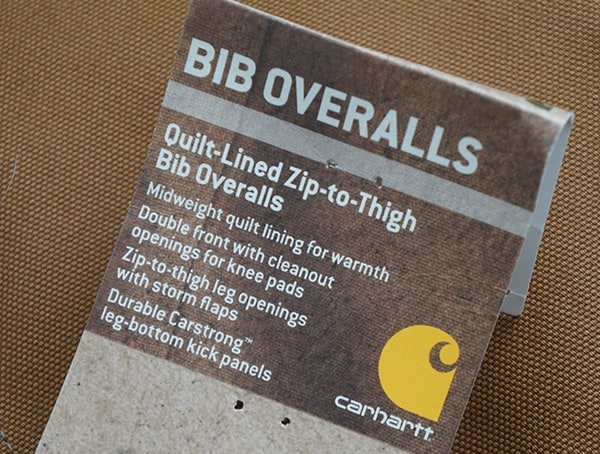 BIB OVERALLS
Quilt-Lined Zip-to-Thigh
Bib Overalls
Midweight quilt lining for warmth
Double front with cleanout
openings for knee pads
Zip-to-thigh leg openings
with storm flaps
Durable Carstrong™
leg-bottom kick panels
carhartt